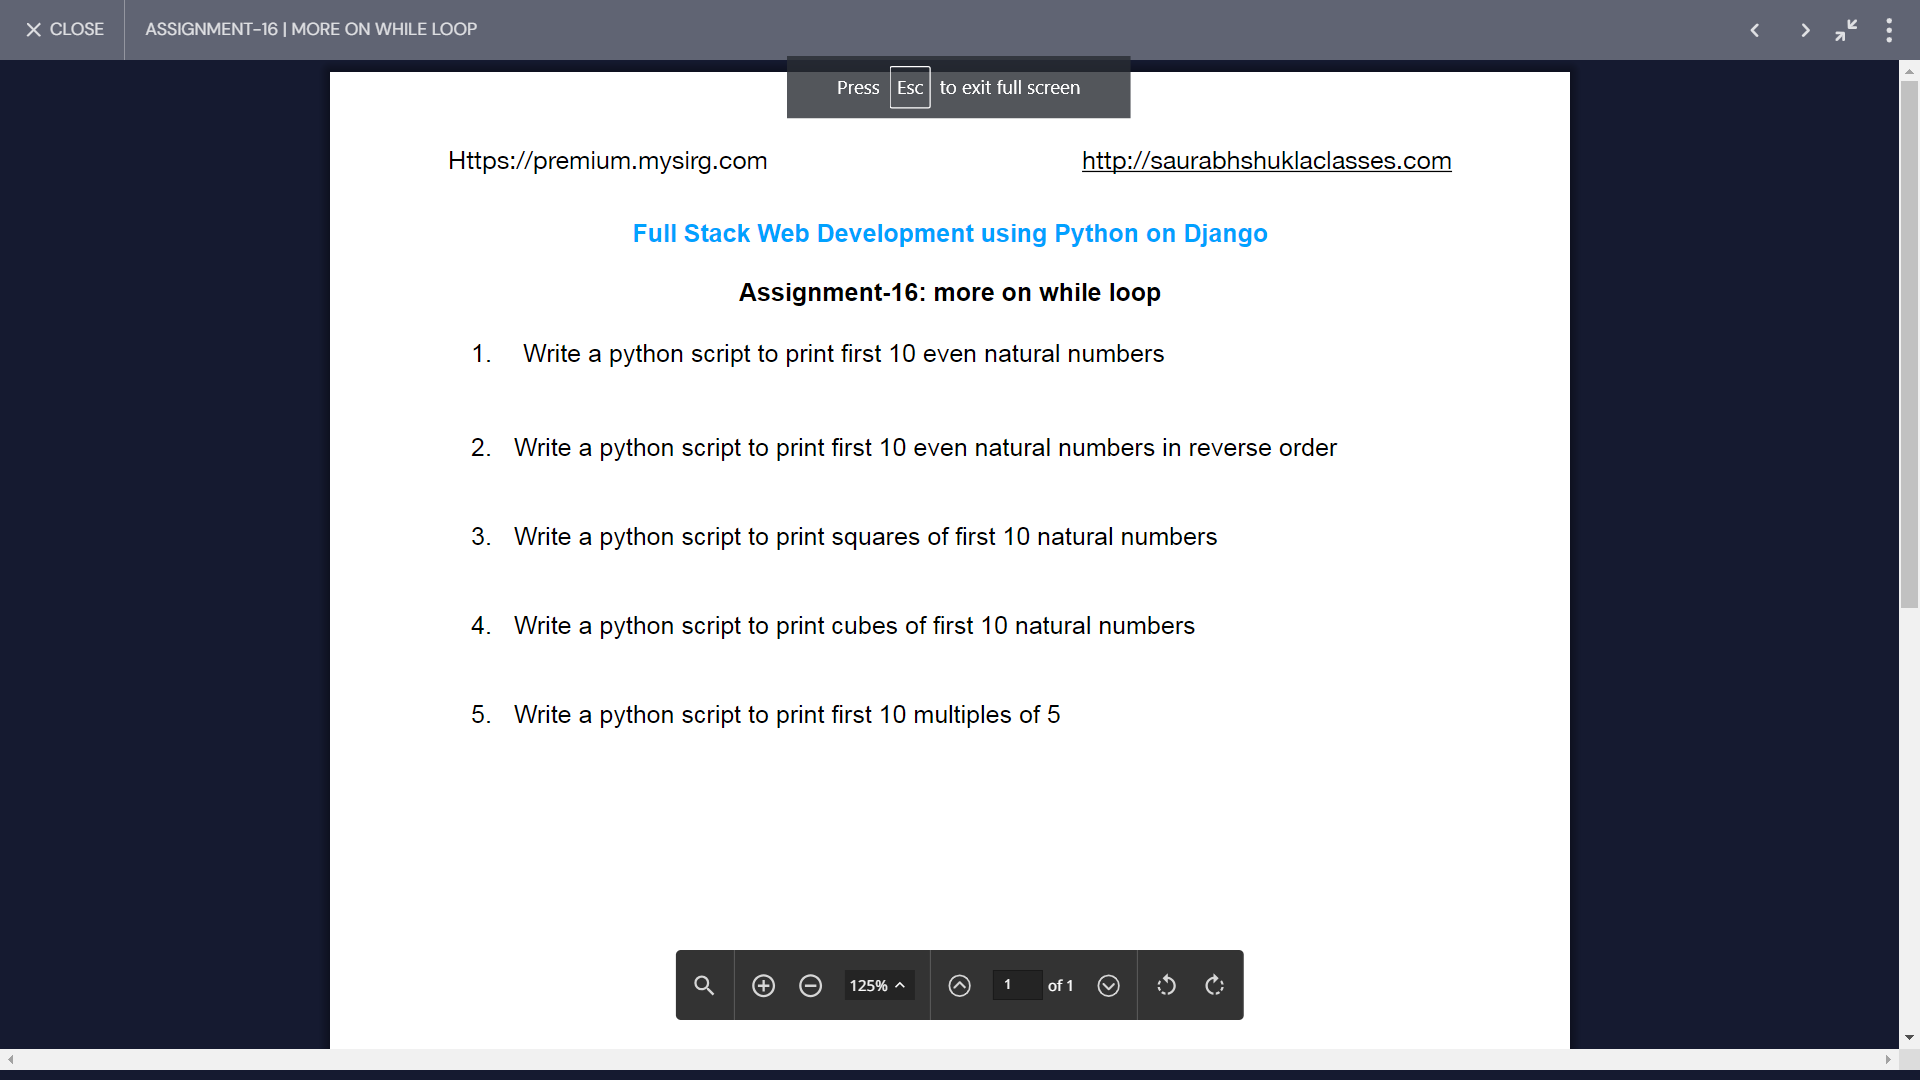 CLOSE
ASSIGNMENT-16 | MORE ON WHILE LOOP
Press Esc to exit full screen
Https://premium.mysirg.com
http://saurabhshuklaclasses.com
Full Stack Web Development using Python on Django
Assignment-16: more on while loop
1. Write a python script to print first 10 even natural numbers
2. Write a python script to print first 10 even natural numbers in reverse order
3. Write a python script to print squares of first 10 natural numbers
4. Write a python script to print cubes of first 10 natural numbers
5. Write a python script to print first 10 multiples of 5
125% 1 of 1